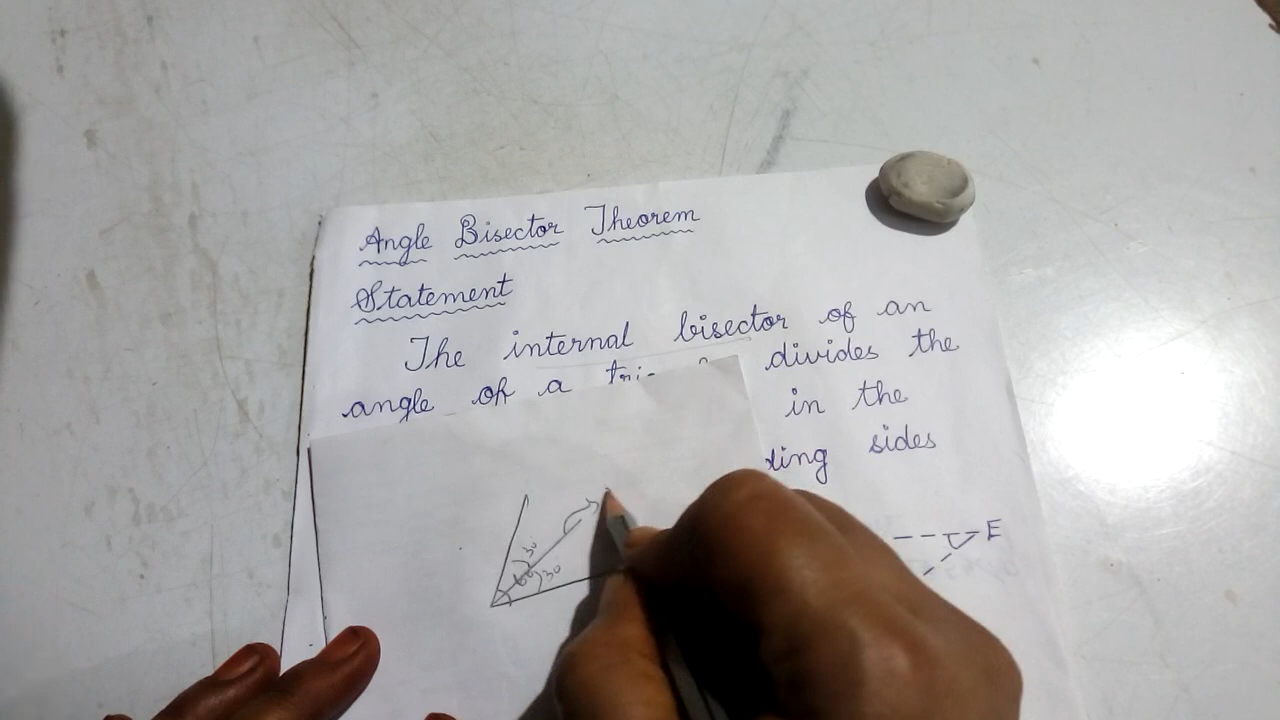 Angle Bisector Theorem
Statement
The internal bisector of an
angle of a divides the
in the
sides
E
30
60
30